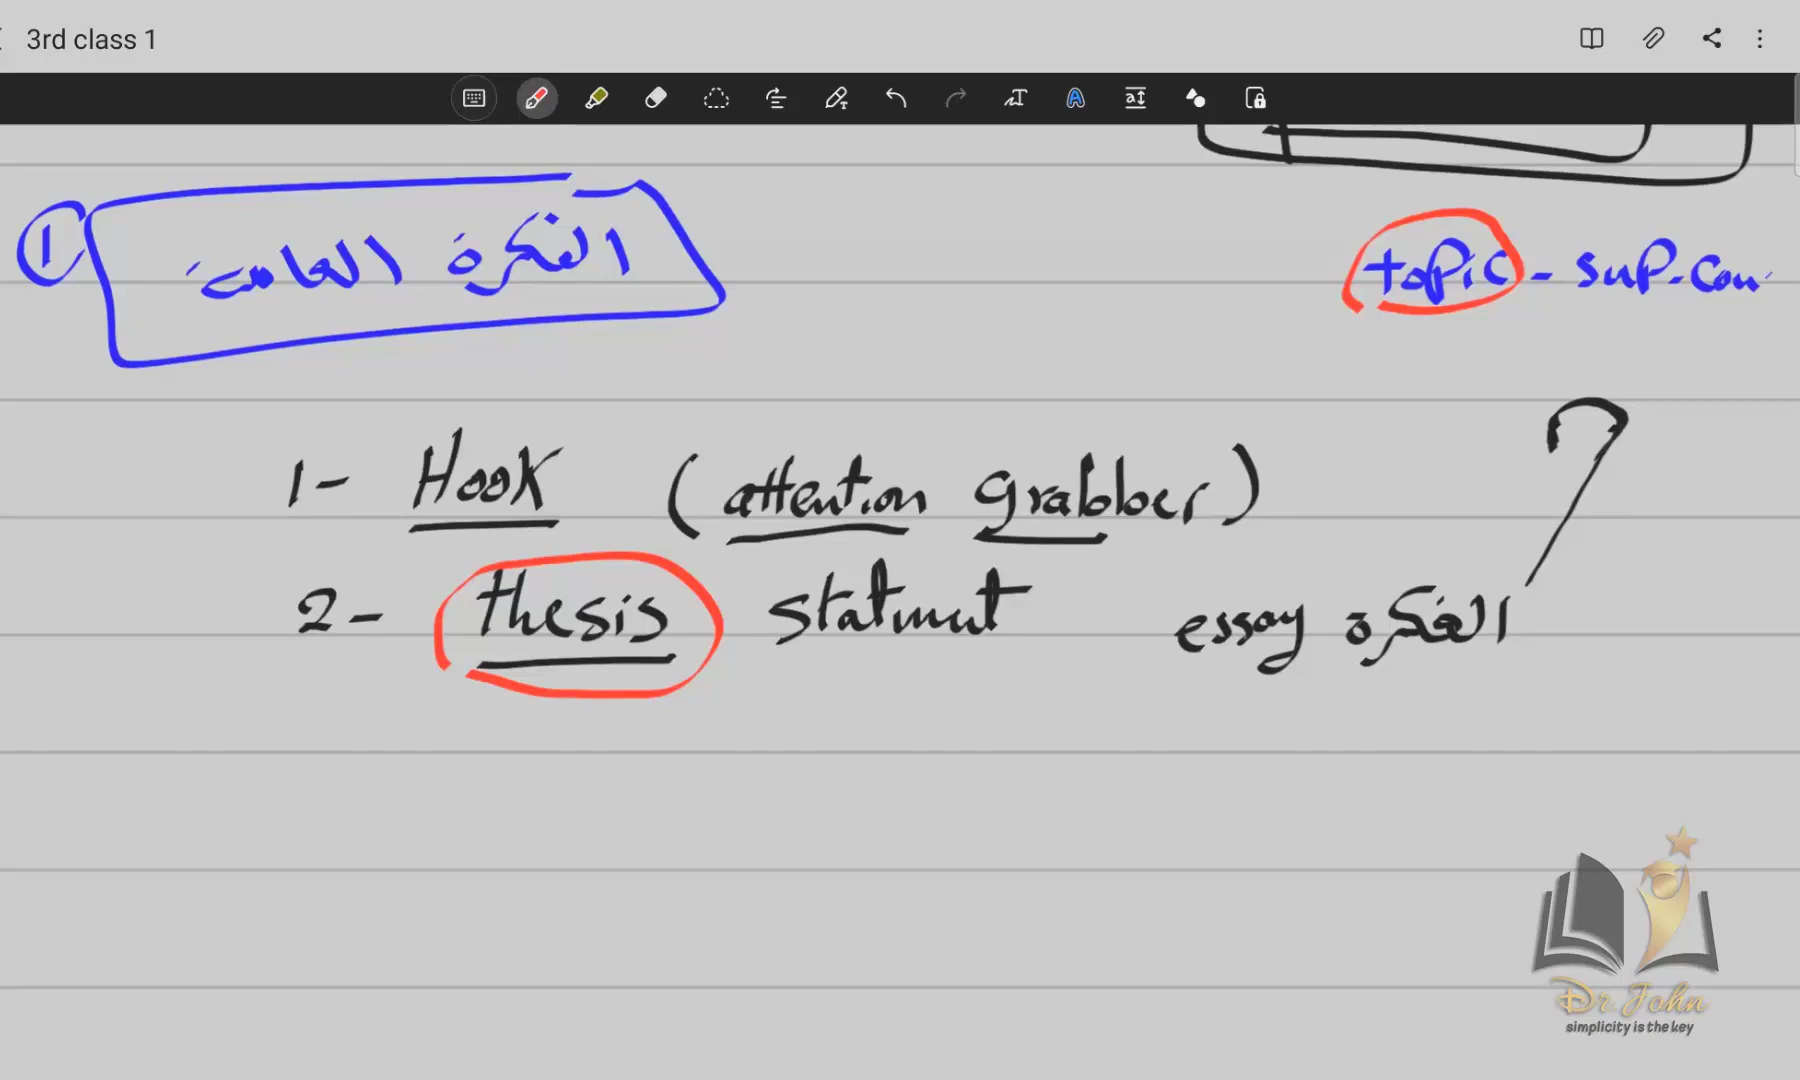 3rd class 1
① الفكرة العامة
topic - sup. Con
1- Hook (attention grabber)
2- thesis statment الفكرة essay
Dr. John
simplicity is the key